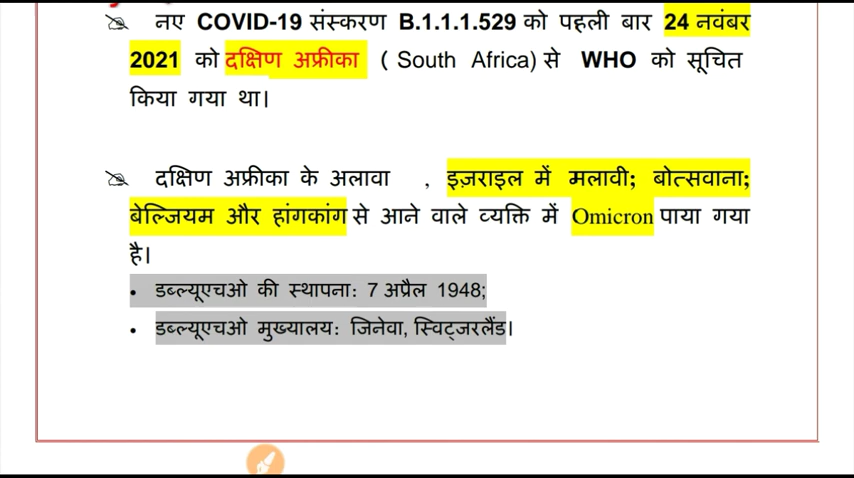 नए COVID-19 संस्करण B.1.1.1.529 को पहली बार 24 नवंबर
2021 को दक्षिण अफ्रीका ( South Africa) से WHO को सूचित
किया गया था।
दक्षिण अफ्रीका के अलावा , इज़राइल में मलावी; बोत्सवाना;
बेल्जियम और हांगकांग से आने वाले व्यक्ति में Omicron पाया गया
है।
• डब्ल्यूएचओ की स्थापना: 7 अप्रैल 1948;
• डब्ल्यूएचओ मुख्यालय: जिनेवा, स्विट्जरलैंड।